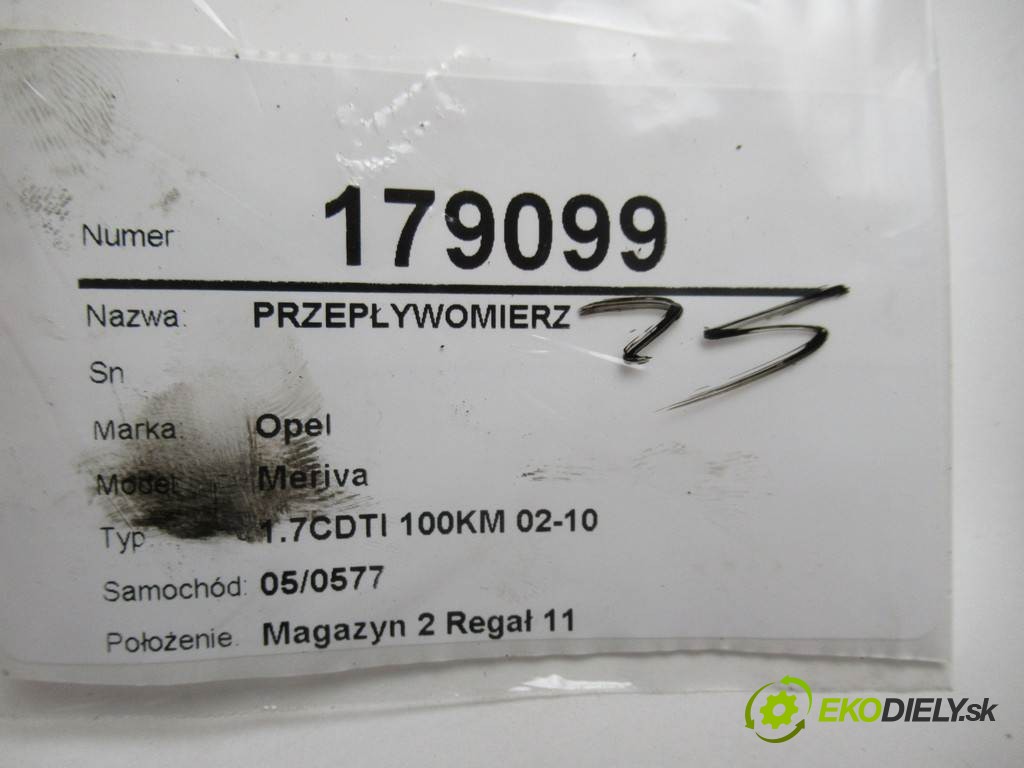 Numer 179099
Nazwa: PRZEPŁYWOMIERZ 25
Sn
Marka: Opel
Model Meriva
Typ 1.7CDTI 100KM 02-10
Samochód: 05/0577
Położenie. Magazyn 2 Regał 11
EKODIELY.sk